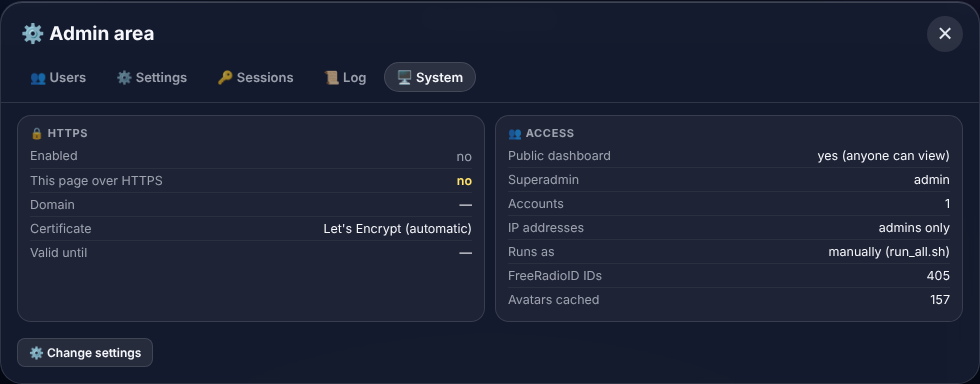 ⚙️ Admin area
✕
👥 Users ⚙️ Settings 🔑 Sessions 📜 Log 🖥️ System
🔒 HTTPS
Enabled no
This page over HTTPS no
Domain —
Certificate Let's Encrypt (automatic)
Valid until —
👥 ACCESS
Public dashboard yes (anyone can view)
Superadmin admin
Accounts 1
IP addresses admins only
Runs as manually (run_all.sh)
FreeRadioID IDs 405
Avatars cached 157
⚙️ Change settings